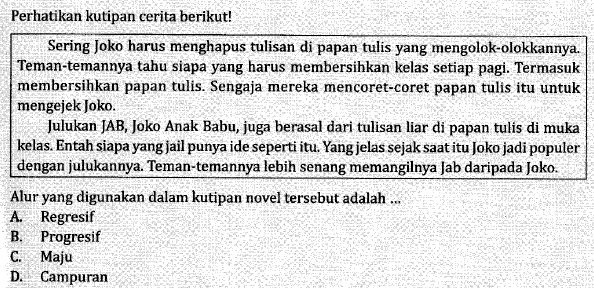 Perhatikan kutipan cerita berikut!
Sering Joko harus menghapus tulisan di papan tulis yang mengolok-olokkannya.
Teman-temannya tahu siapa yang harus membersihkan kelas setiap pagi. Termasuk
membersihkan papan tulis. Sengaja mereka mencoret-coret papan tulis itu untuk
mengejek Joko.
Julukan JAB, Joko Anak Babu, juga berasal dari tulisan liar di papan tulis di muka
kelas. Entah siapa yang jail punya ide seperti itu. Yang jelas sejak saat itu Joko jadi populer
dengan julukannya. Teman-temannya lebih senang memangilnya Jab daripada Joko.
Alur yang digunakan dalam kutipan novel tersebut adalah ...
A. Regresif
B. Progresif
C. Maju
D. Campuran